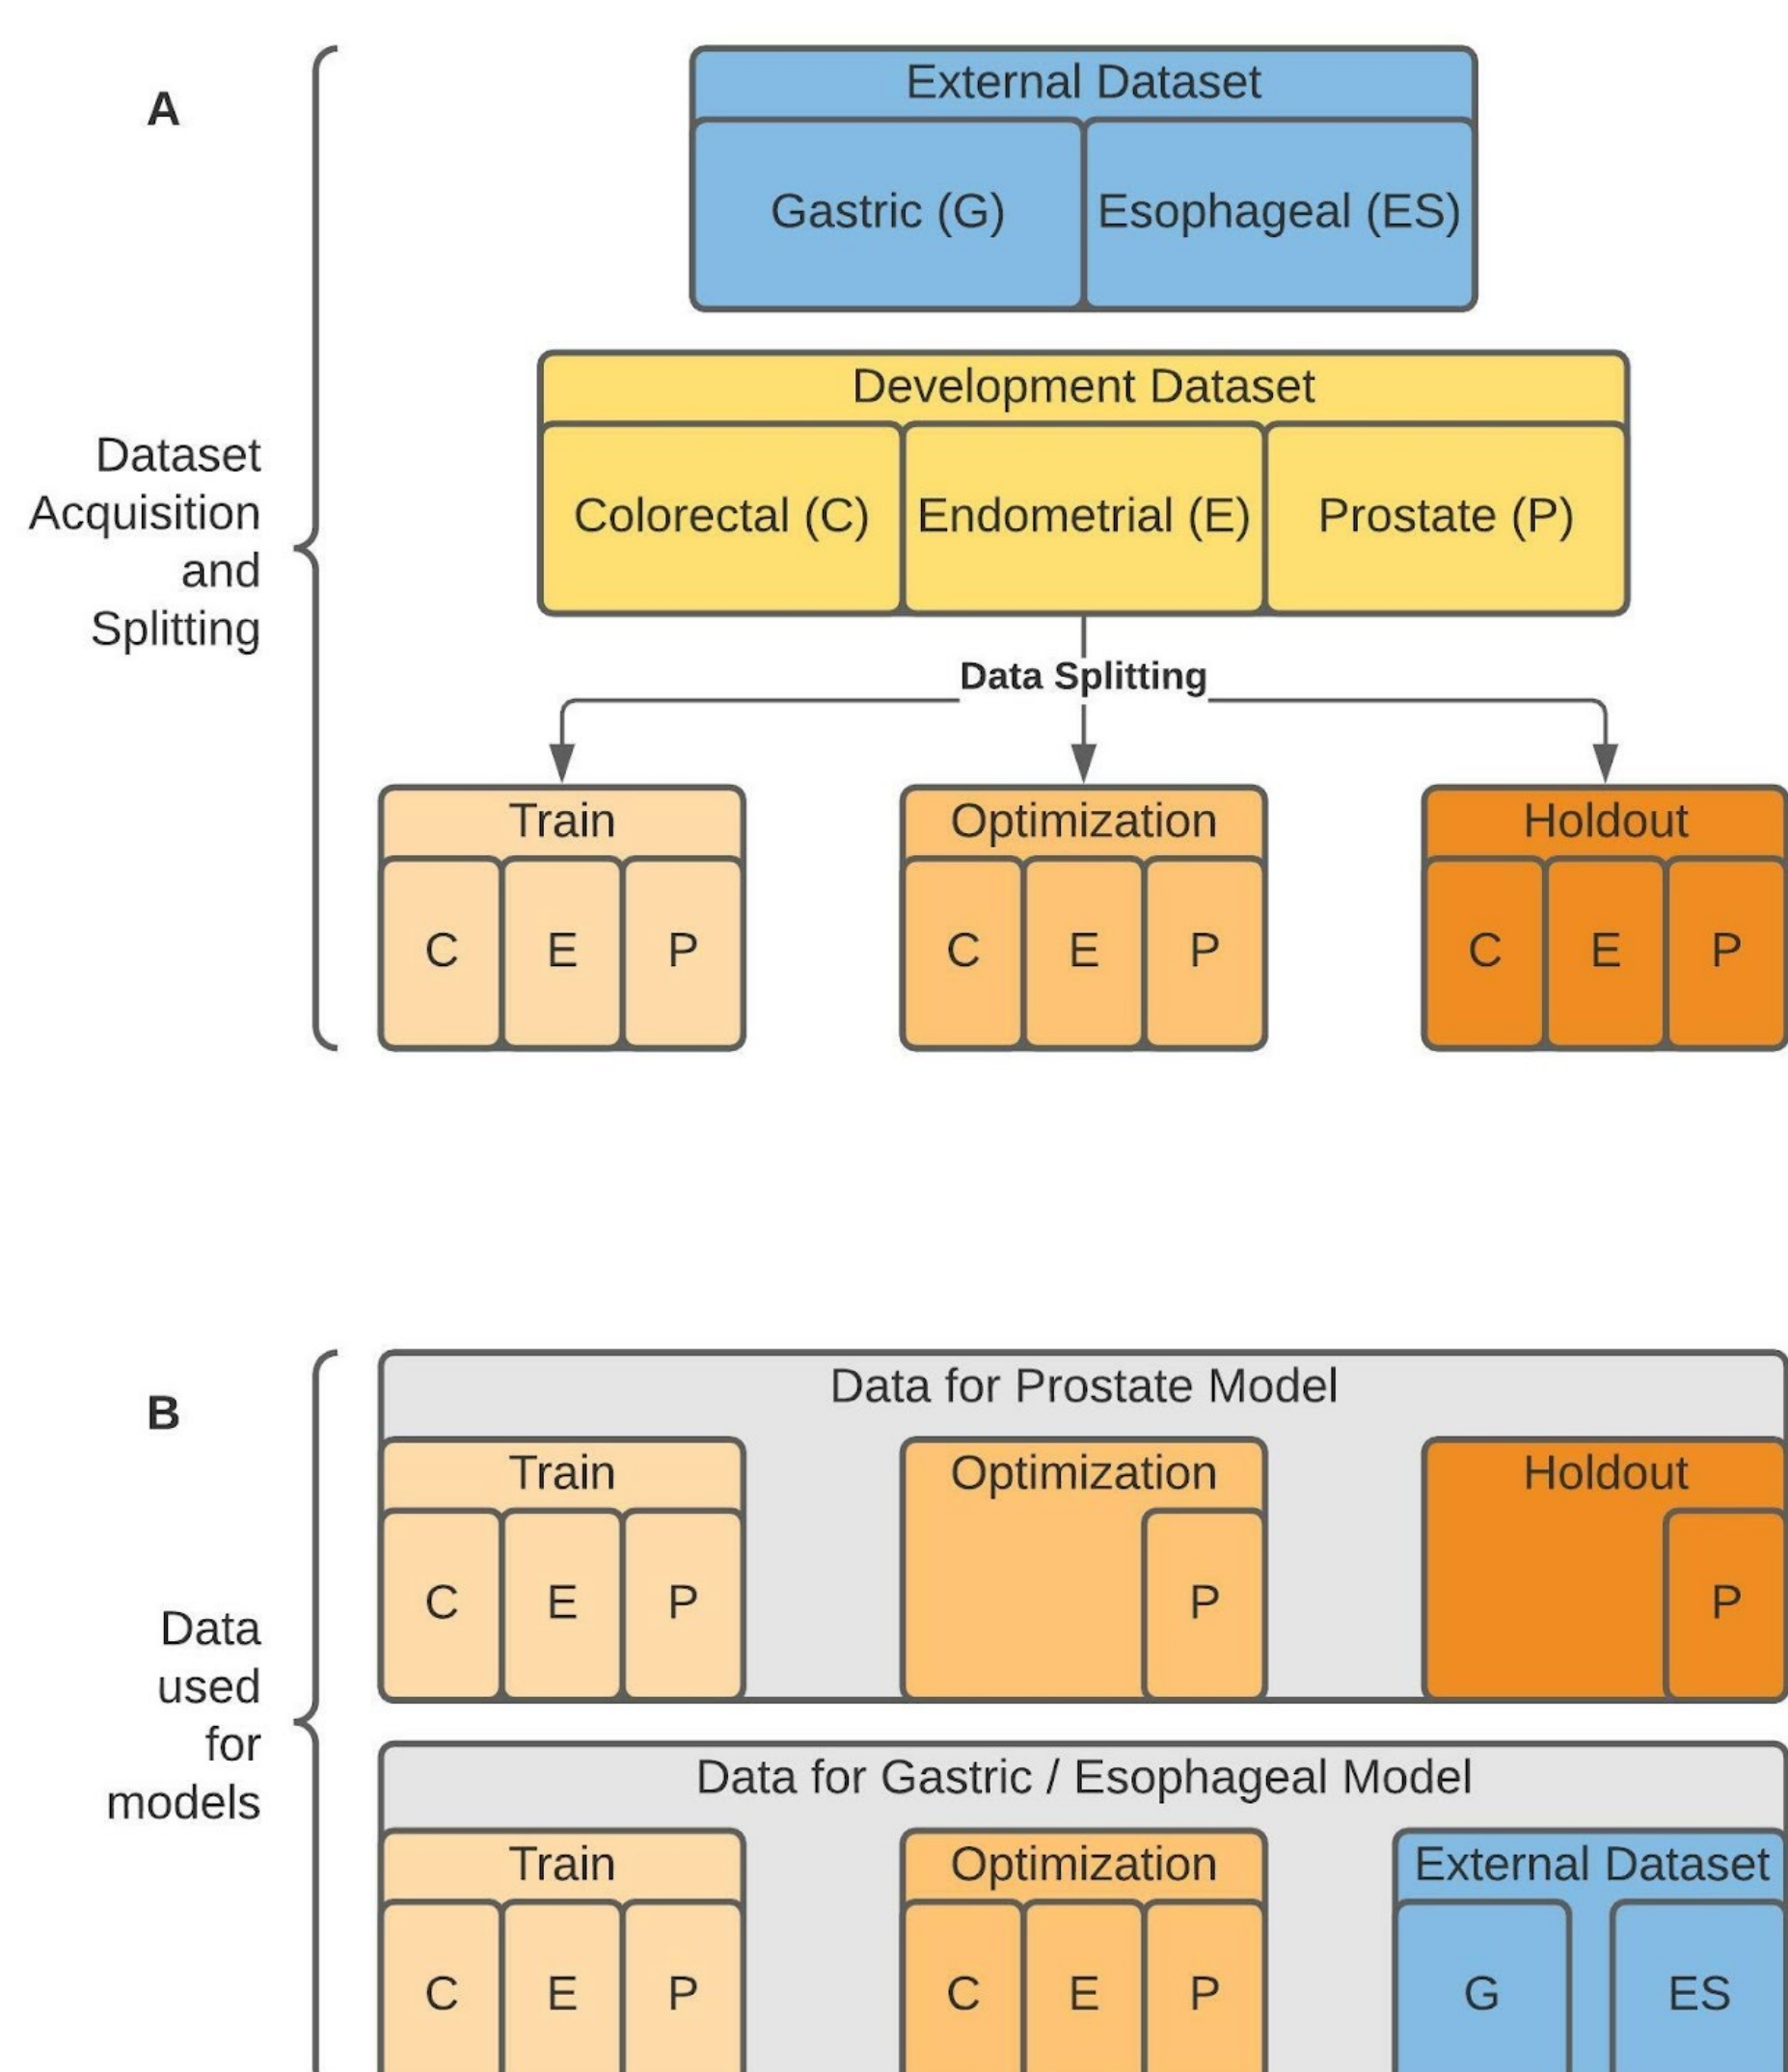 A
External Dataset
Gastric (G) Esophageal (ES)
Development Dataset
Colorectal (C) Endometrial (E) Prostate (P)
Dataset
Acquisition
and
Splitting
Data Splitting
Train Optimization Holdout
C E P C E P C E P
B
Data for Prostate Model
Train Optimization Holdout
C E P P P
Data
used
for
models
Data for Gastric / Esophageal Model
Train Optimization External Dataset
C E P C E P G ES